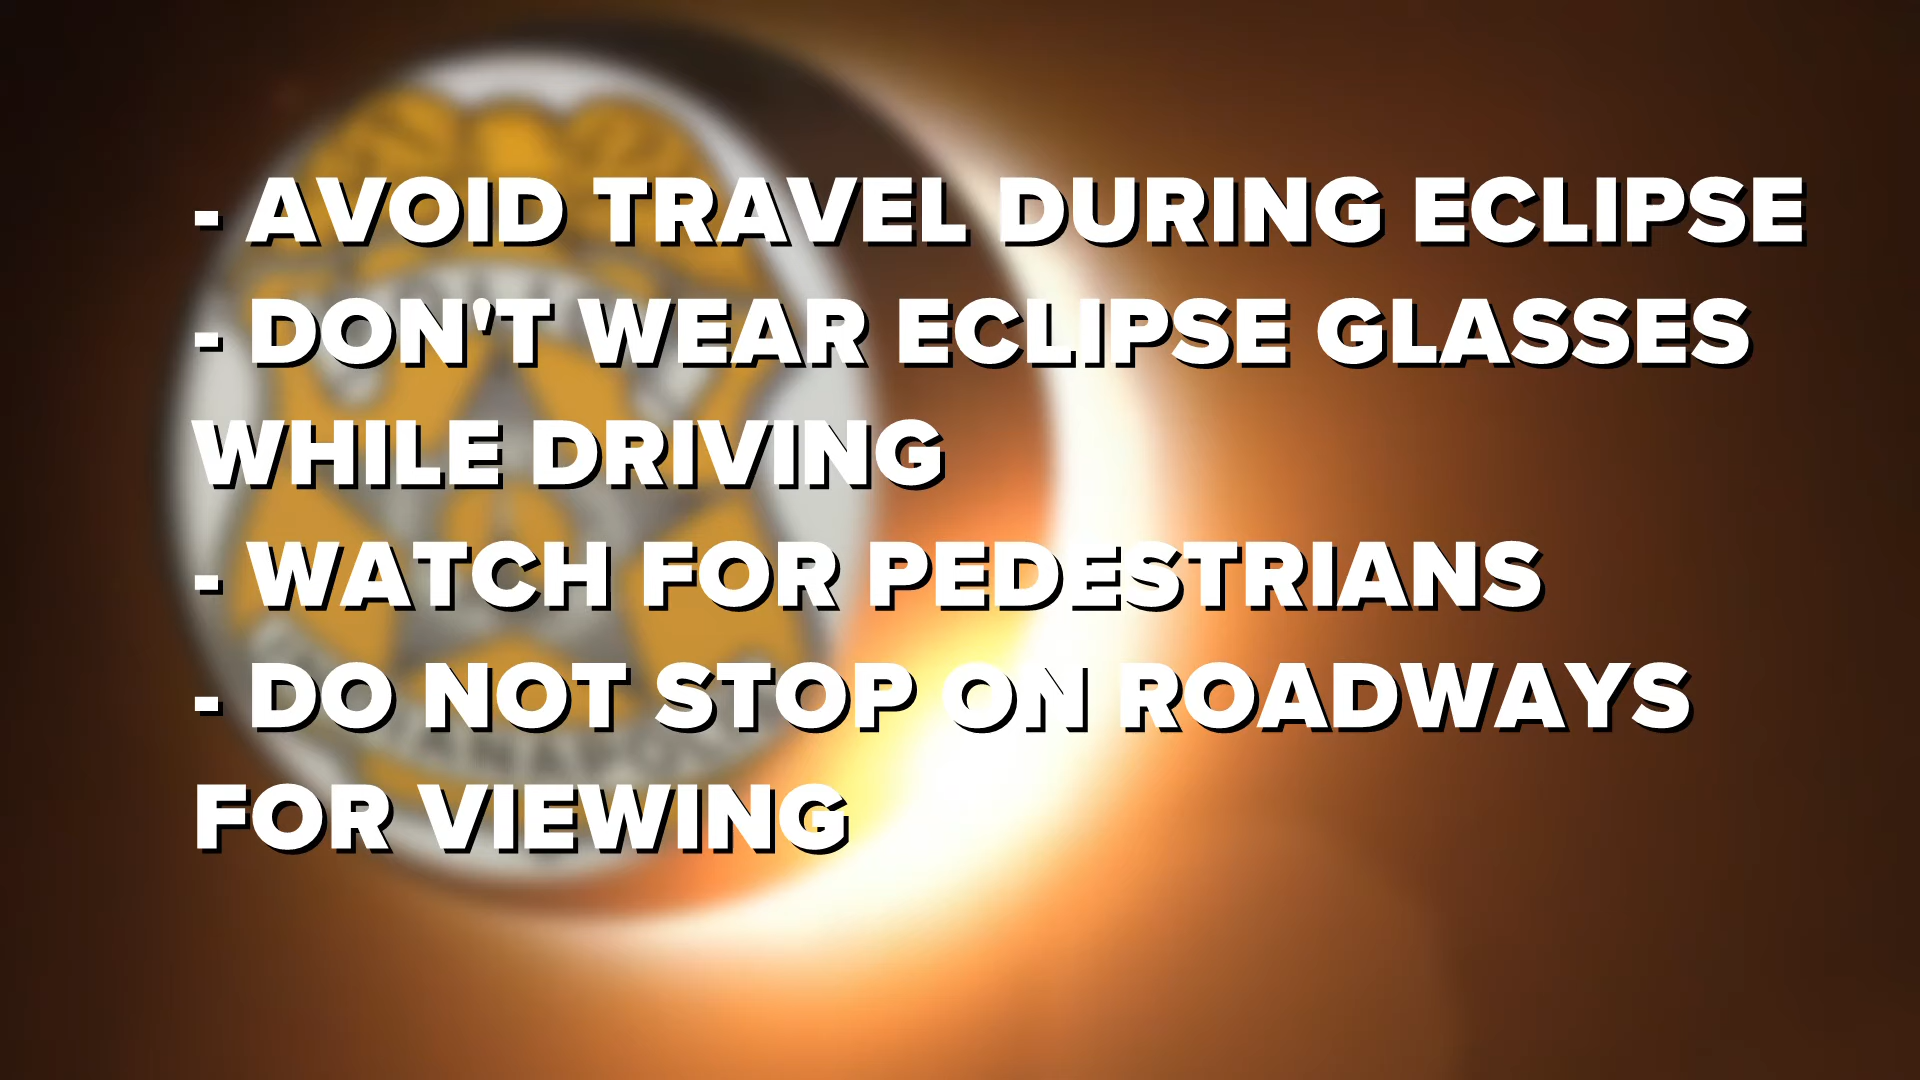 - AVOID TRAVEL DURING ECLIPSE
- DON'T WEAR ECLIPSE GLASSES
WHILE DRIVING
- WATCH FOR PEDESTRIANS
- DO NOT STOP ON ROADWAYS
FOR VIEWING